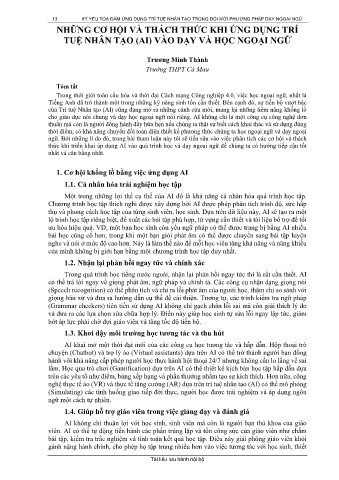 13 KỶ YẾU TỌA ĐÀM ỨNG DỤNG TRÍ TUỆ NHÂN TẠO TRONG ĐỔI MỚI PHƯƠNG PHÁP DẠY NGOẠI NGỮ
NHỮNG CƠ HỘI VÀ THÁCH THỨC KHI ỨNG DỤNG TRÍ
TUỆ NHÂN TẠO (AI) VÀO DẠY VÀ HỌC NGOẠI NGỮ
Trương Minh Thành
Trường THPT Cà Mau
Tóm tắt
Trong thời giới toàn cầu hóa và thời đại Cách mạng Công nghiệp 4.0, việc học ngoại ngữ, nhất là
Tiếng Anh đã trở thành một trong những kỹ năng sinh tồn cần thiết. Bên cạnh đó, sự tiến bộ vượt bậc
của Trí tuệ Nhân tạo (AI) cũng đang mở ra những cánh cửa mới, mang lại những tiềm năng khổng lồ
cho giáo dục nói chung và dạy học ngoại ngữ nói riêng. AI không chỉ là một công cụ công nghệ đơn
thuần mà còn là người đồng hành đầy hứa hẹn nếu chúng ta thật sự biết cách khai thác và sử dụng đúng
thời điểm, có khả năng chuyển đổi toàn diện thiết kế phương thức chúng ta học ngoại ngữ và dạy ngoại
ngữ. Bởi những lí do đó, trong bài tham luận này tôi sẽ tiến sâu vào việc phân tích các cơ hội và thách
thức khi triển khai áp dụng AI vào quá trình học và dạy ngoại ngữ để chúng ta có hướng tiếp cận tốt
nhất và cân bằng nhất.
1. Cơ hội khổng lồ bằng việc ứng dụng AI
1.1. Cá nhân hóa trải nghiệm học tập
Một trong những lợi thế cụ thể của AI đó là khả năng cá nhân hóa quá trình học tập.
Chương trình học tập thích nghi được xây dựng bởi AI được phép phân tích trình độ, sức hấp
thụ và phong cách học tập của từng sinh viên, học sinh. Dựa trên dữ liệu này, AI sẽ tạo ra một
lộ trình học tập riêng biệt, đề xuất các bài tập phù hợp, từ vựng cần thiết và tài liệu bổ trợ để tối
ưu hóa hiệu quả. VD, một bạn học sinh còn yếu ngữ pháp có thể được trang bị bằng AI nhiều
bài học củng cố hơn, trong khi một bạn giỏi phát âm có thể được chuyển sang bài tập luyện
nghe và nói ở mức độ cao hơn. Này là làm thế nào để mỗi học viên tăng khả năng và năng khiếu
của mình không bị giới hạn bằng một chương trình học tập duy nhất.
1.2. Nhận lại phản hồi ngay tức và chính xác
Trong quá trình học tiếng nước ngoài, nhận lại phản hồi ngay tức thì là rất cần thiết. AI
có thể trả lời ngay về giọng phát âm, ngữ pháp và chính tả. Các công cụ nhận dạng giọng nói
(Speech recognition) có thể phân tích và chỉ ra lỗi phát âm của người học, thậm chí so sánh với
giọng bản xứ và đưa ra hướng dẫn cụ thể để cải thiện. Tương tự, các trình kiểm tra ngữ pháp
(Grammar checkers) tiên tiến sử dụng AI không chỉ gạch chân lỗi sai mà còn giải thích lý do
và đưa ra các lựa chọn sửa chữa hợp lý. Điều này giúp học sinh tự sửa lỗi ngay lập tức, giảm
bớt áp lực phải chờ đợi giáo viên và tăng tốc độ tiến bộ.
1.3. Khơi dậy môi trường học tương tác và thu hút
AI khai mở một thời đại mới của các công cụ học tương tác và hấp dẫn. Hộp thoại trò
chuyện (Chatbot) và trợ lý ảo (Virtual assistants) dựa trên AI có thể trở thành người bạn đồng
hành với khả năng cấp phép người học thực hành hội thoại 24/7 nhưng không cần lo lắng về sai
lầm. Học qua trò chơi (Gamification) dựa trên AI có thể thiết kế kịch bản học tập hấp dẫn dựa
trên các yếu tố như điểm, bảng xếp hạng và phần thưởng nhằm tạo sự kích thích. Hơn nữa, công
nghệ thực tế ảo (VR) và thực tế tăng cường (AR) dựa trên trí tuệ nhân tạo (AI) có thể mô phỏng
(Simulating) các tình huống giao tiếp đời thực, người học được trải nghiệm và áp dụng ngôn
ngữ một cách tự nhiên.
1.4. Giúp hỗ trợ giáo viên trong việc giảng dạy và đánh giá
AI không chỉ thuận lợi với học sinh, sinh viên mà còn là người bạn thủ khoa của giáo
viên. AI có thể tự động tiến hành các phần trùng lặp và tốn công sức của giáo viên như chấm
bài tập, kiểm tra trắc nghiệm và tính toán kết quả học tập. Điều này giải phóng giáo viên khỏi
gánh nặng hành chính, cho phép họ tập trung nhiều hơn vào việc tương tác với học sinh, thiết
Tài liệu lưu hành nội bộ